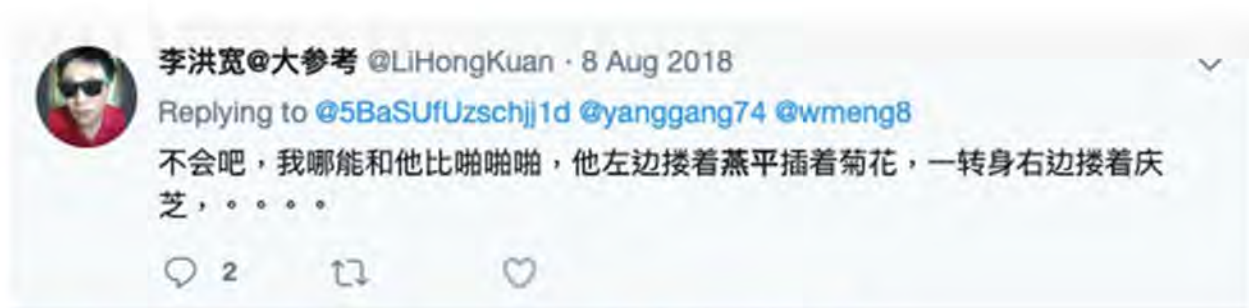 李洪宽@大参考 @LiHongKuan · 8 Aug 2018
Replying to @5BaSUfUzschjj1d @yanggang74 @wmeng8
不会吧，我哪能和他比啪啪啪，他左边搂着燕平插着菊花，一转身右边搂着庆
芝，。。。。
2